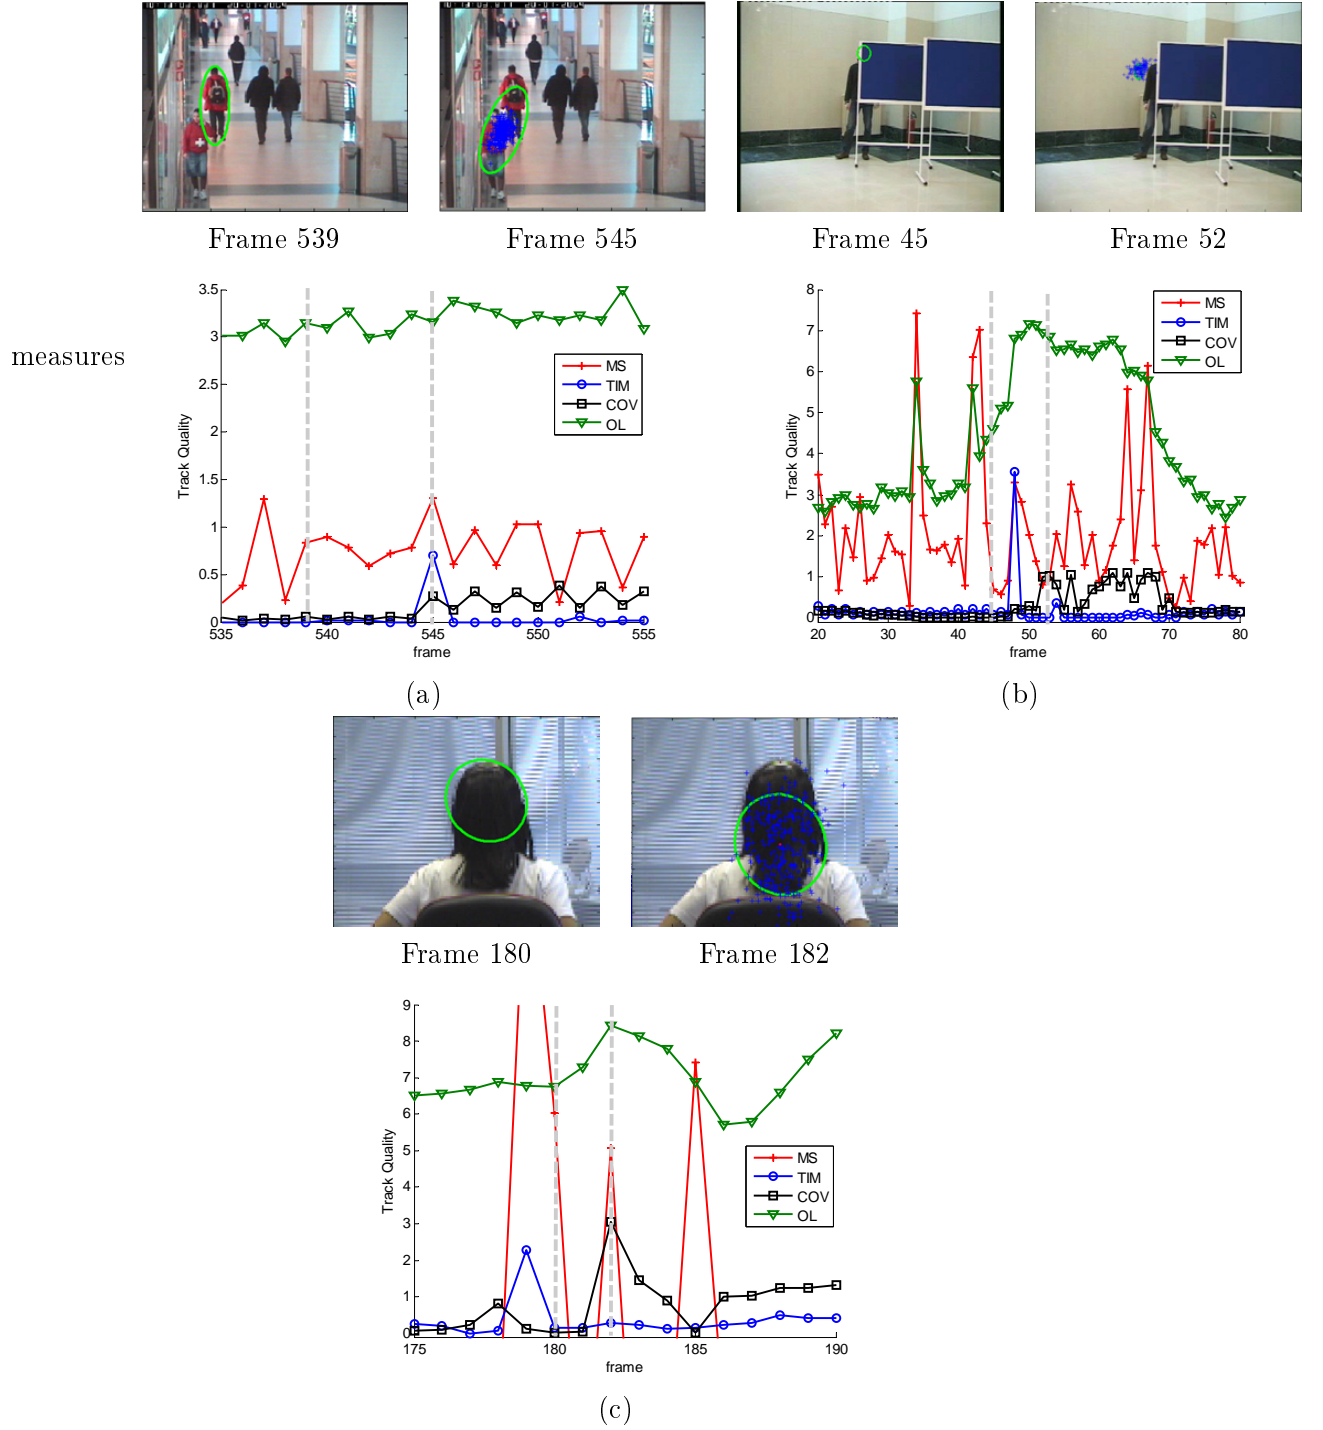 Frame 539
Frame 545
Frame 45
Frame 52
measures
3.5
3
2.5
2
1.5
1
0.5
0
Track Quality
535
540
545
550
555
frame
MS
TIM
COV
OL
(a)
8
7
6
5
4
3
2
1
0
Track Quality
20
30
40
50
60
70
80
frame
MS
TIM
COV
OL
(b)
Frame 180
Frame 182
9
8
7
6
5
4
3
2
1
0
Track Quality
175
180
185
190
frame
MS
TIM
COV
OL
(c)